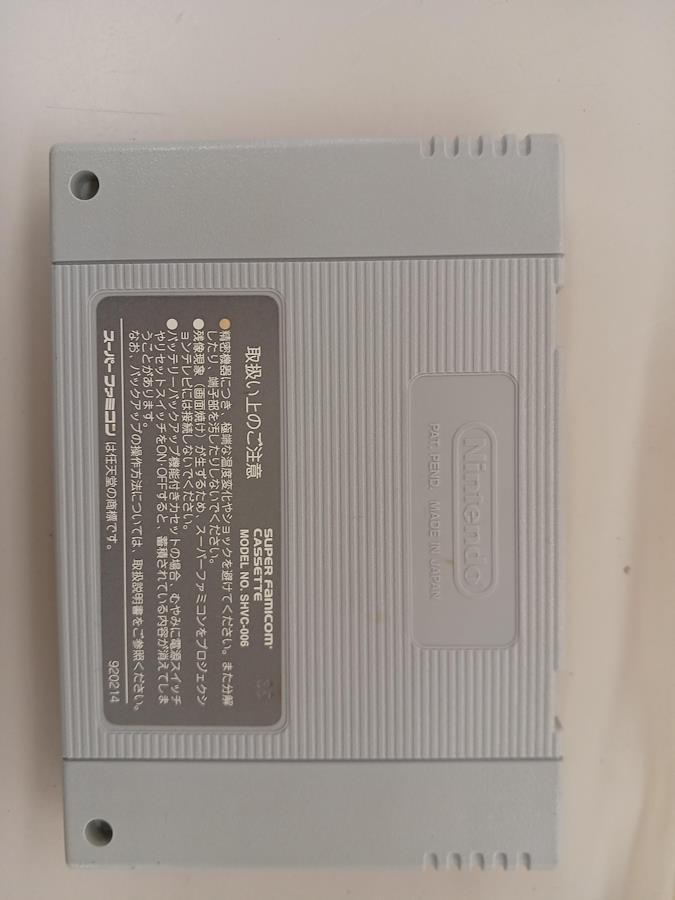 Nintendo
PAT. PEND. MADE IN JAPAN
SUPER Famicom
CASSETTE
MODEL NO. SHVC-006
取扱い上のご注意
●精密機器につき、極端な温度変化やショックを避けてください。また分解
したり、端子部を汚したりしないでください。
●残像現象（画面焼け）が生ずるため、スーパーファミコンをプロジェクシ
ョンテレビには接続しないでください。
●バッテリーバックアップ機能付きカセットの場合、むやみに電源スイッチ
やリセットスイッチをON・OFFすると、蓄積されている内容が消えてしま
うことがあります。
なお、バックアップの操作方法については、取扱説明書をご参照ください。
スーパーファミコン は任天堂の商標です。
920214